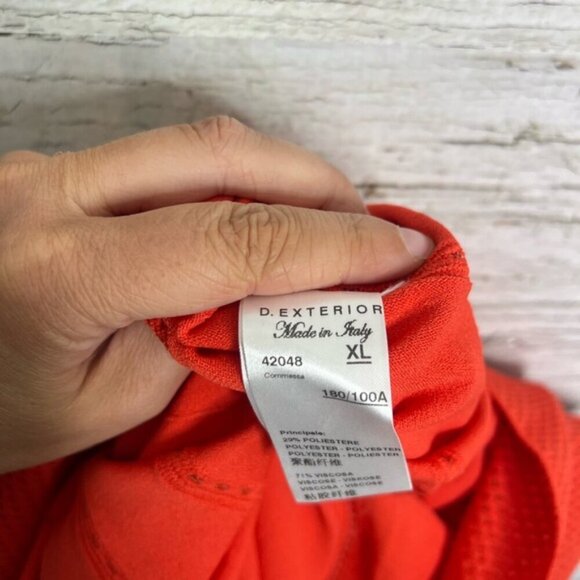 D. EXTERIOR
Made in Italy
42048 XL
Commessa
180/100A
Principale:
29% POLIESTERE
POLYESTER - POLYESTER
POLYESTER - POLIESTER
聚酯纤维
71% VISCOSA
VISCOSE - VISCOSE
VISCOSE - VISCOSA
粘胶纤维